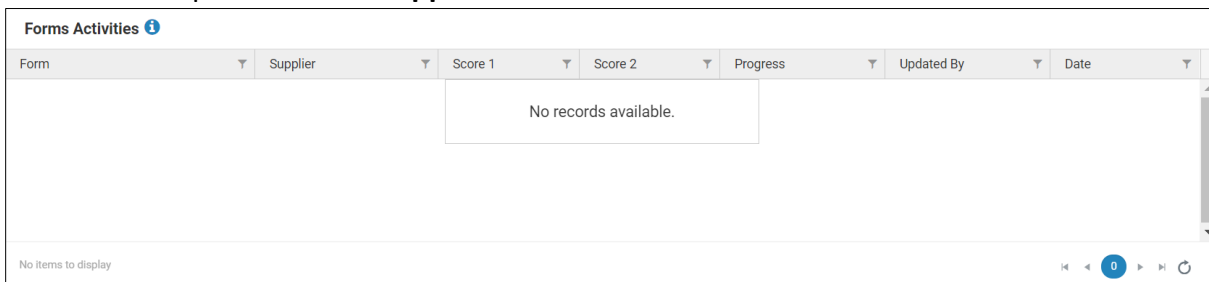 Forms Activities
Form Supplier Score 1 Score 2 Progress Updated By Date
No records available.
No items to display 0